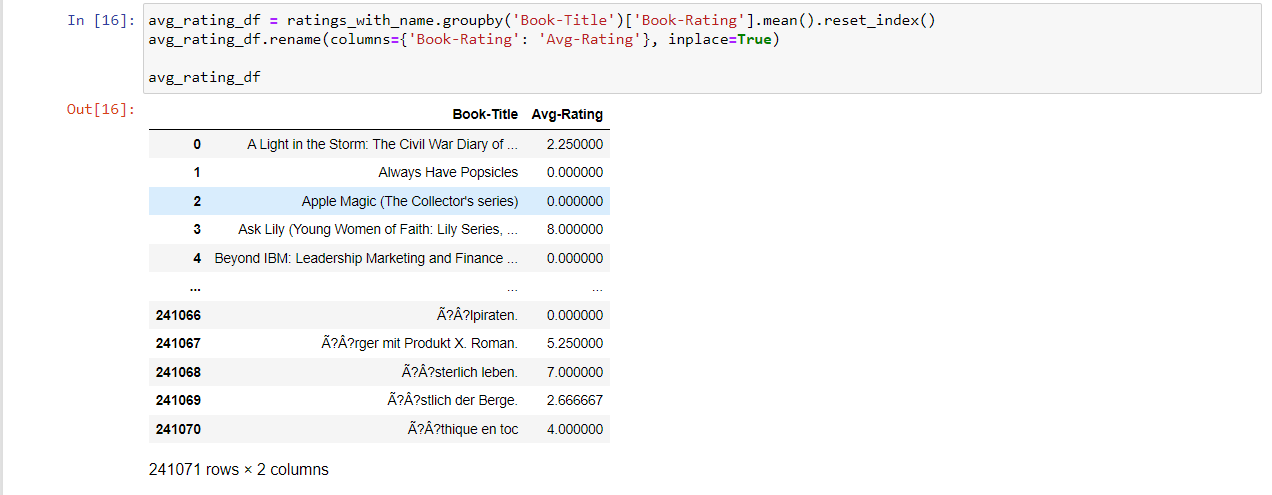 In [16]: avg_rating_df = ratings_with_name.groupby('Book-Title')['Book-Rating'].mean().reset_index()
avg_rating_df.rename(columns={'Book-Rating': 'Avg-Rating'}, inplace=True)
avg_rating_df
Out[16]:
Book-Title Avg-Rating
0 A Light in the Storm: The Civil War Diary of ... 2.250000
1 Always Have Popsicles 0.000000
2 Apple Magic (The Collector's series) 0.000000
3 Ask Lily (Young Women of Faith: Lily Series, ... 8.000000
4 Beyond IBM: Leadership Marketing and Finance ... 0.000000
... ... ...
241066 Ã?Â?lpiraten. 0.000000
241067 Ã?Â?rger mit Produkt X. Roman. 5.250000
241068 Ã?Â?sterlich leben. 7.000000
241069 Ã?Â?stlich der Berge. 2.666667
241070 Ã?Â?thique en toc 4.000000
241071 rows × 2 columns